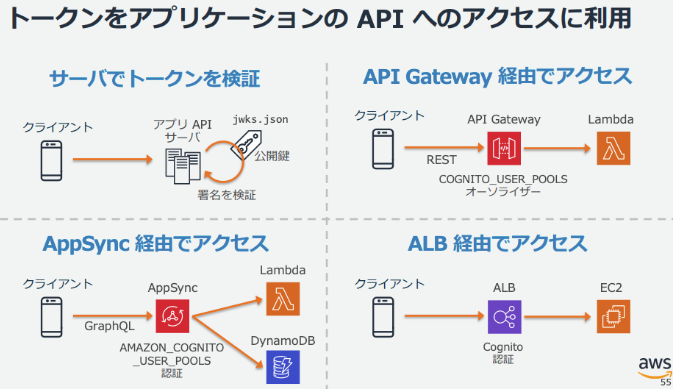 トークンをアプリケーションの API へのアクセスに利用
サーバでトークンを検証
クライアント
アプリ API
サーバ
jwks.json
公開鍵
署名を検証
API Gateway 経由でアクセス
クライアント
API Gateway
Lambda
REST
COGNITO_USER_POOLS
オーソライザー
AppSync 経由でアクセス
クライアント
AppSync
Lambda
GraphQL
DynamoDB
AMAZON_COGNITO
_USER_POOLS
認証
ALB 経由でアクセス
クライアント
ALB
EC2
Cognito
認証
aws
55